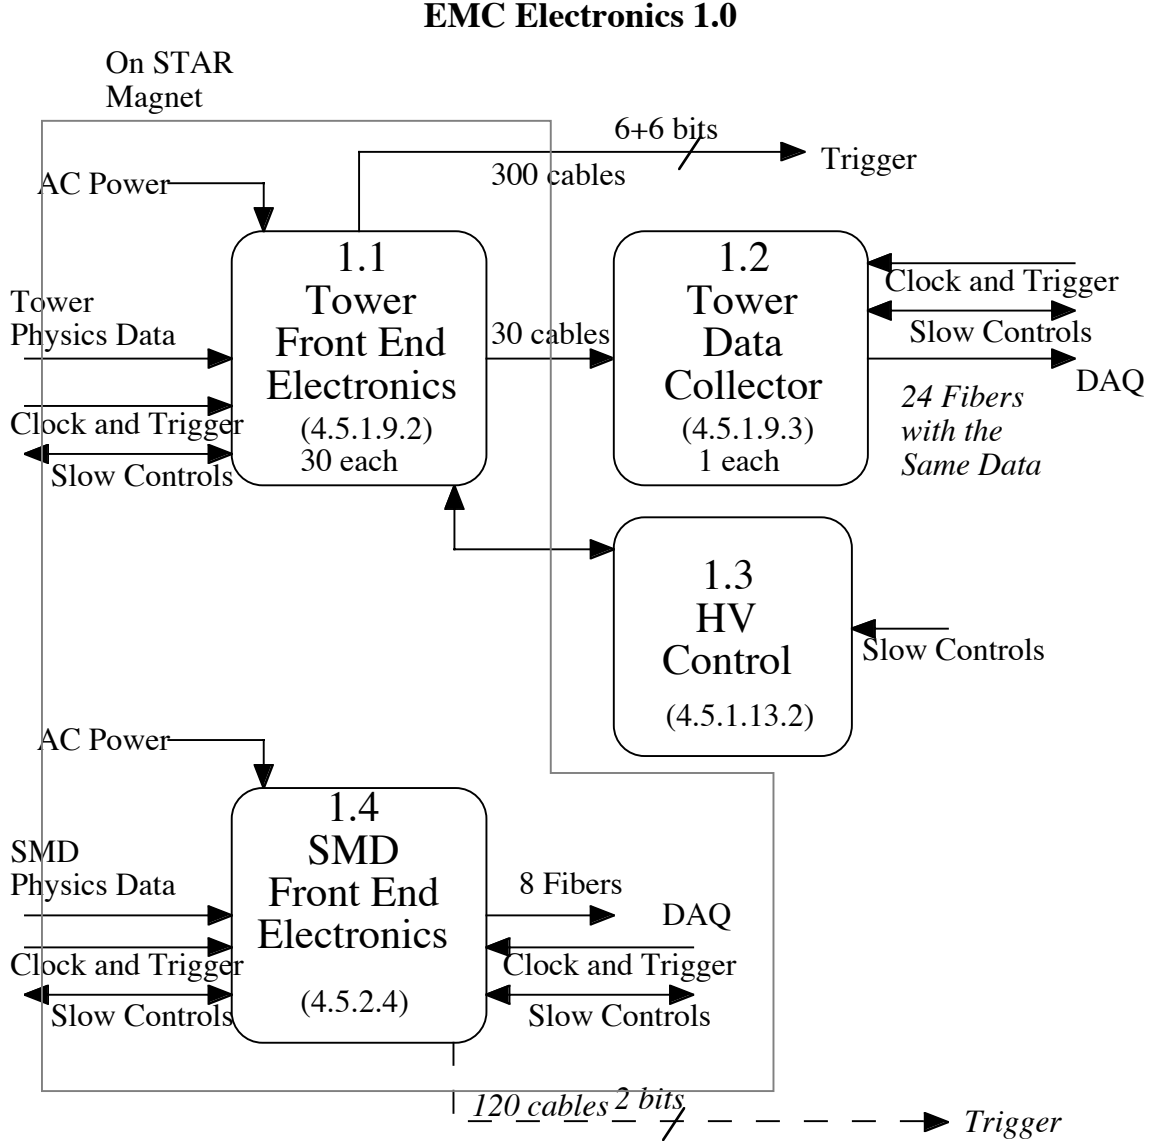 EMC Electronics 1.0
On STAR
Magnet
6+6 bits
Trigger
300 cables
AC Power
1.1
Tower
Front End
Electronics
(4.5.1.9.2)
30 each
Tower
Physics Data
Clock and Trigger
Slow Controls
30 cables
1.2
Tower
Data
Collector
(4.5.1.9.3)
1 each
Clock and Trigger
Slow Controls
DAQ
24 Fibers
with the
Same Data
1.3
HV
Control
(4.5.1.13.2)
Slow Controls
AC Power
1.4
SMD
Front End
Electronics
(4.5.2.4)
SMD
Physics Data
Clock and Trigger
Slow Controls
8 Fibers
DAQ
Clock and Trigger
Slow Controls
120 cables 2 bits
Trigger